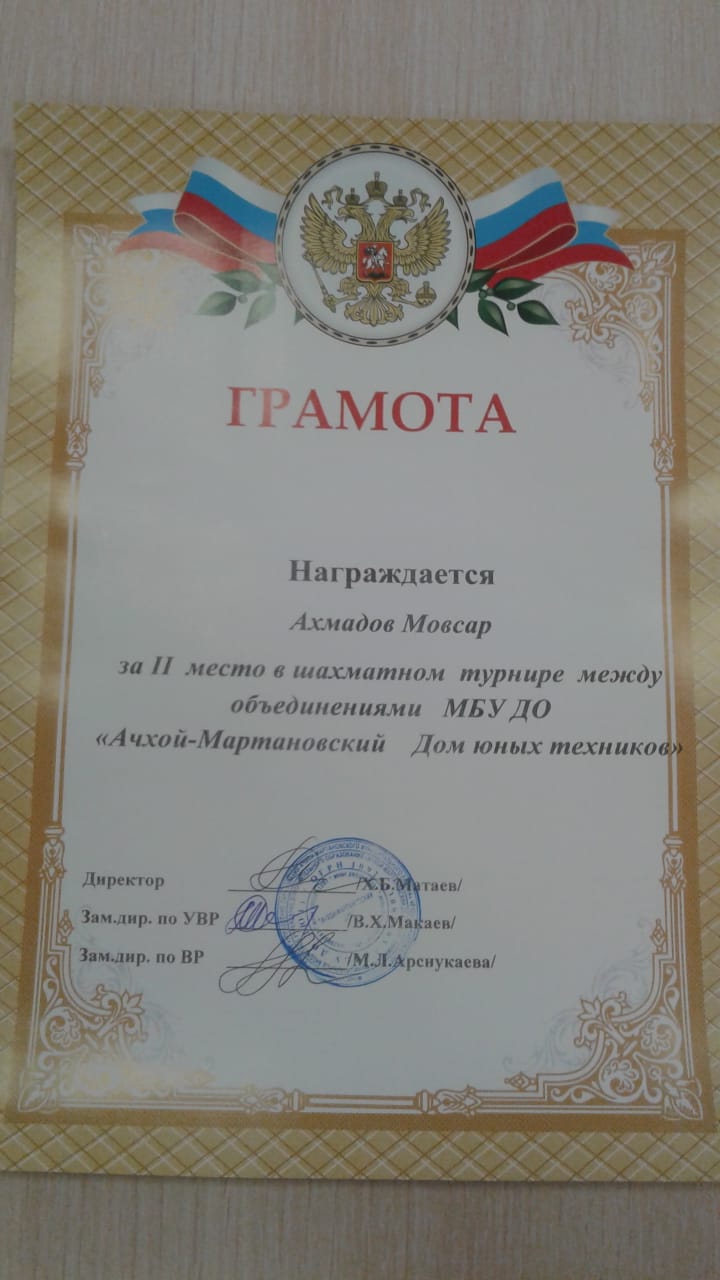 ГРАМОТА
Награждается
Ахмадов Мовсар
за II место в шахматном турнире между
объединениями МБУ ДО
«Ачхой-Мартановский Дом юных техников»
Директор /Х.Б.Матаев/
Зам.дир. по УВР /В.Х.Макаев/
Зам.дир. по ВР /М.Л.Арснукаева/